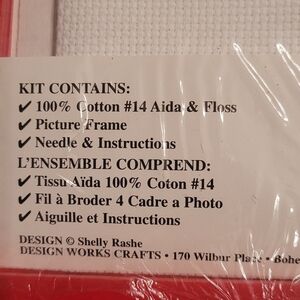 KIT CONTAINS:
✔ 100% Cotton #14 Aida & Floss
✔ Picture Frame
✔ Needle & Instructions
L'ENSEMBLE COMPREND:
✔ Tissu Aïda 100% Coton #14
✔ Fil à Broder 4 Cadre a Photo
✔ Aiguille et Instructions
DESIGN © Shelly Rashe
DESIGN WORKS CRAFTS • 170 Wilbur Place • Bohe